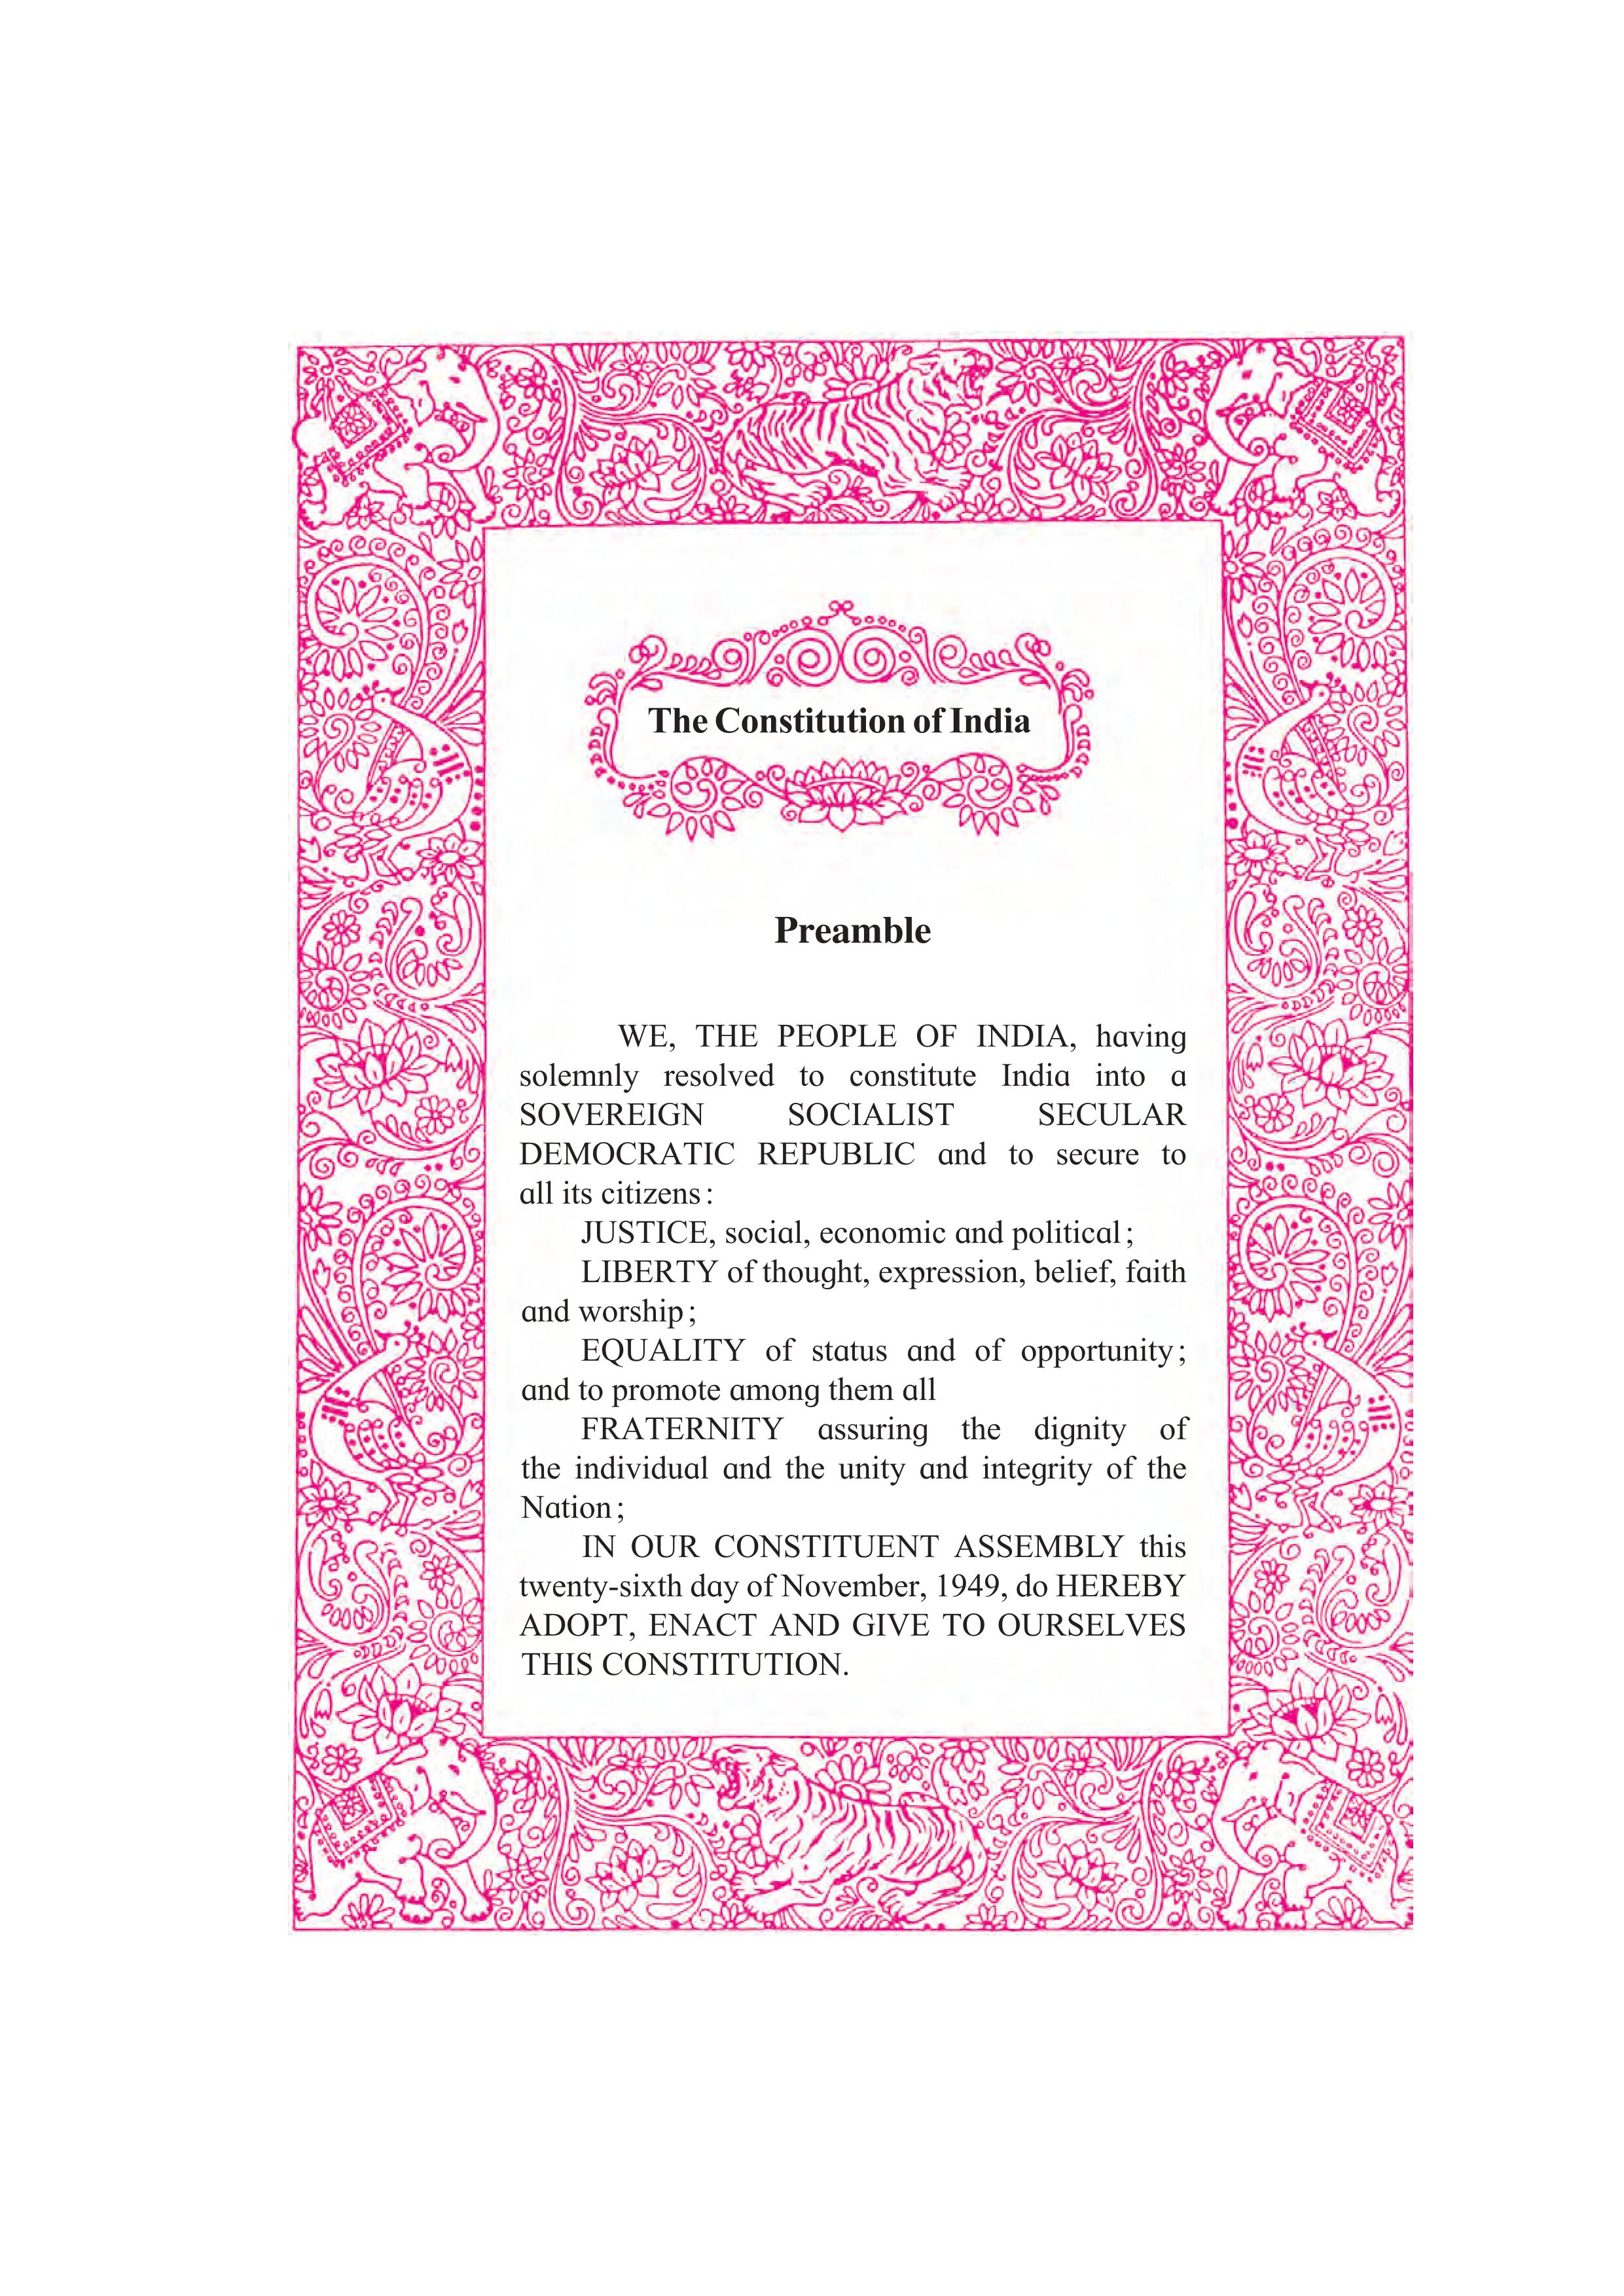 The Constitution of India
Preamble
WE, THE PEOPLE OF INDIA, having
solemnly resolved to constitute India into a
SOVEREIGN SOCIALIST SECULAR
DEMOCRATIC REPUBLIC and to secure to
all its citizens :
JUSTICE, social, economic and political ;
LIBERTY of thought, expression, belief, faith
and worship ;
EQUALITY of status and of opportunity ;
and to promote among them all
FRATERNITY assuring the dignity of
the individual and the unity and integrity of the
Nation ;
IN OUR CONSTITUENT ASSEMBLY this
twenty-sixth day of November, 1949, do HEREBY
ADOPT, ENACT AND GIVE TO OURSELVES
THIS CONSTITUTION.